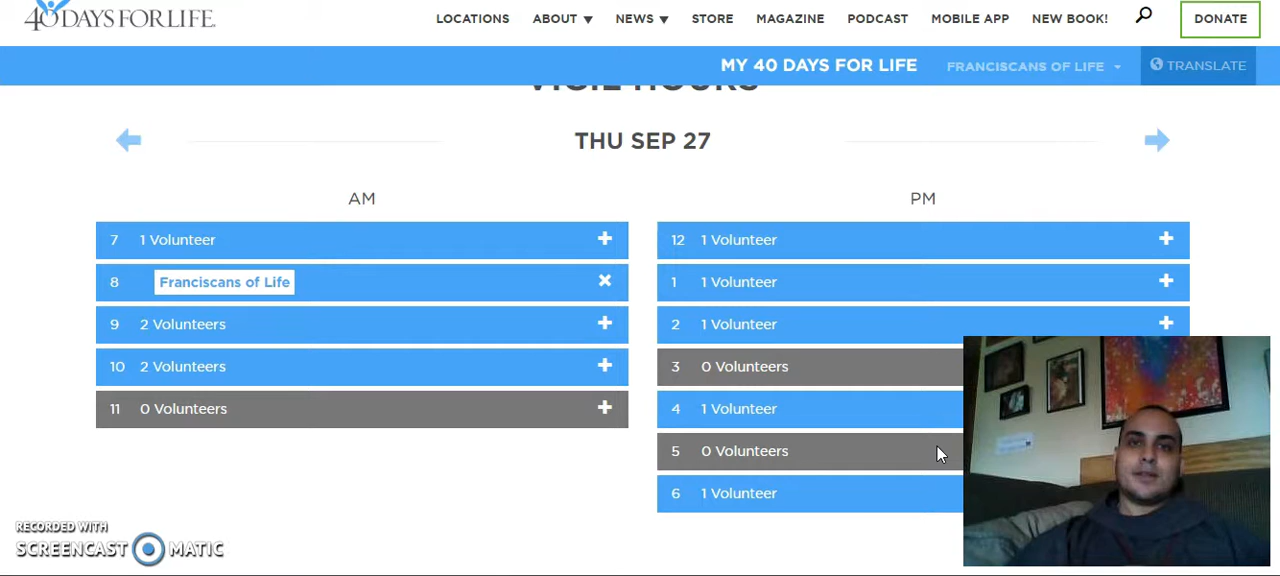 40 DAYS FOR LIFE
LOCATIONS ABOUT NEWS STORE MAGAZINE PODCAST MOBILE APP NEW BOOK! DONATE
MY 40 DAYS FOR LIFE FRANCISCANS OF LIFE TRANSLATE
VIGIL HOURS
THU SEP 27
AM
7 1 Volunteer
8 Franciscans of Life
9 2 Volunteers
10 2 Volunteers
11 0 Volunteers
PM
12 1 Volunteer
1 1 Volunteer
2 1 Volunteer
3 0 Volunteers
4 1 Volunteer
5 0 Volunteers
6 1 Volunteer
RECORDED WITH
SCREENCAST MATIC